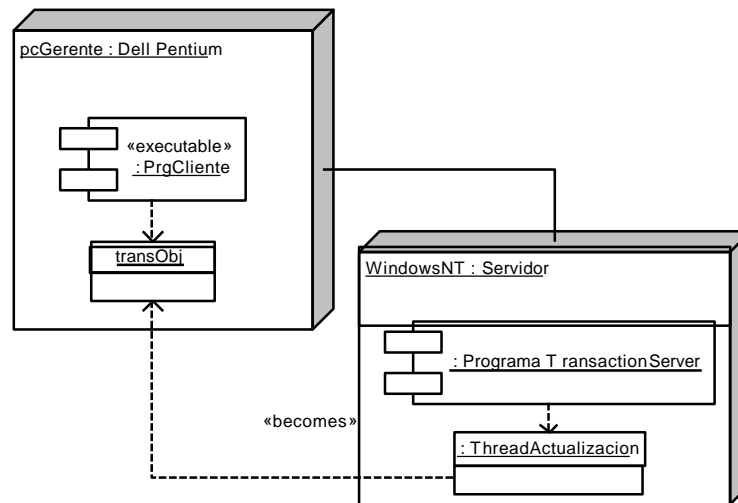 pcGerente : Dell Pentium
«executable»
: PrgCliente
transObj
WindowsNT : Servidor
: Programa T ransactionServer
«becomes»
: ThreadActualizacion